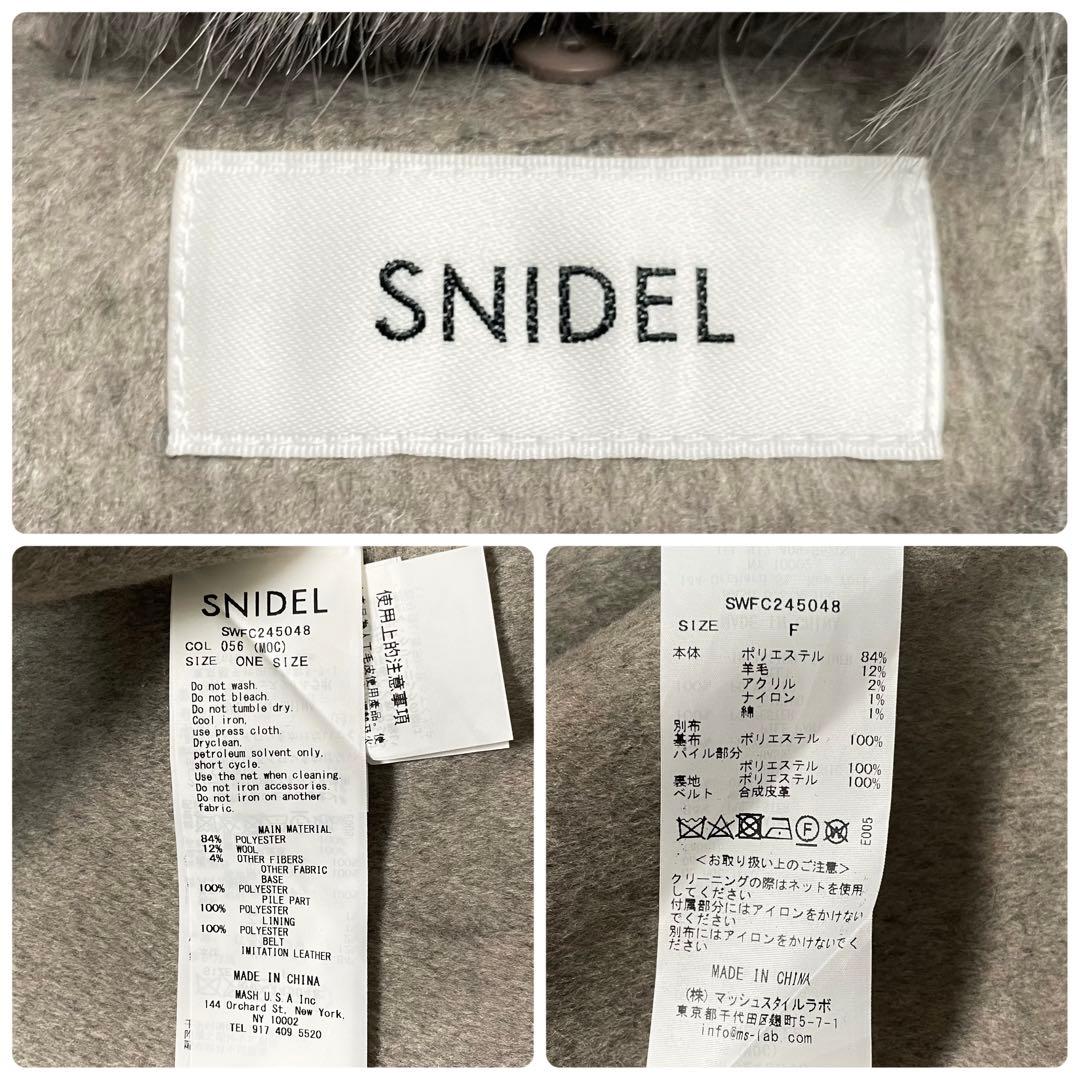 SNIDEL
SNIDEL
SWFC245048
COL 056 (MOC)
SIZE ONE SIZE
Do not wash.
Do not bleach.
Do not tumble dry.
Cool iron,
use press cloth.
Dryclean,
petroleum solvent only,
short cycle.
Use the net when cleaning.
Do not iron accessories.
Do not iron on another
fabric.
MAIN MATERIAL
84% POLYESTER
12% WOOL
4% OTHER FIBERS
OTHER FABRIC
BASE
100% POLYESTER
PILE PART
100% POLYESTER
LINING
100% POLYESTER
BELT
IMITATION LEATHER
MADE IN CHINA
MASH U.S.A Inc
144 Orchard St, New York,
NY 10002
TEL 917 409 5520
使用上的注意事項
SWFC245048
SIZE F
本体 ポリエステル 84%
羊毛 12%
アクリル 2%
ナイロン 1%
綿 1%
別布
基布 ポリエステル 100%
パイル部分
ポリエステル 100%
裏地 ポリエステル 100%
ベルト 合成皮革
F W
E005
<お取り扱い上のご注意>
クリーニングの際はネットを使用
してください
付属部分にはアイロンをかけない
でください
別布にはアイロンをかけないでく
ださい
MADE IN CHINA
(株) マッシュスタイルラボ
東京都千代田区麹町5-7-1
info@ms-lab.com